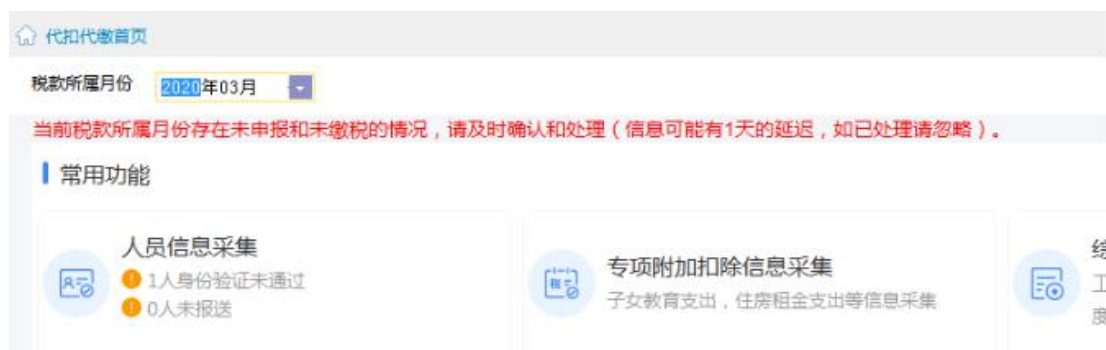 代扣代缴首页
税款所属月份 2020年03月
当前税款所属月份存在未申报和未缴税的情况，请及时确认和处理（信息可能有1天的延迟，如已处理请忽略）。
常用功能
人员信息采集
1人身份验证未通过
0人未报送
专项附加扣除信息采集
子女教育支出，住房租金支出等信息采集
综
工
度